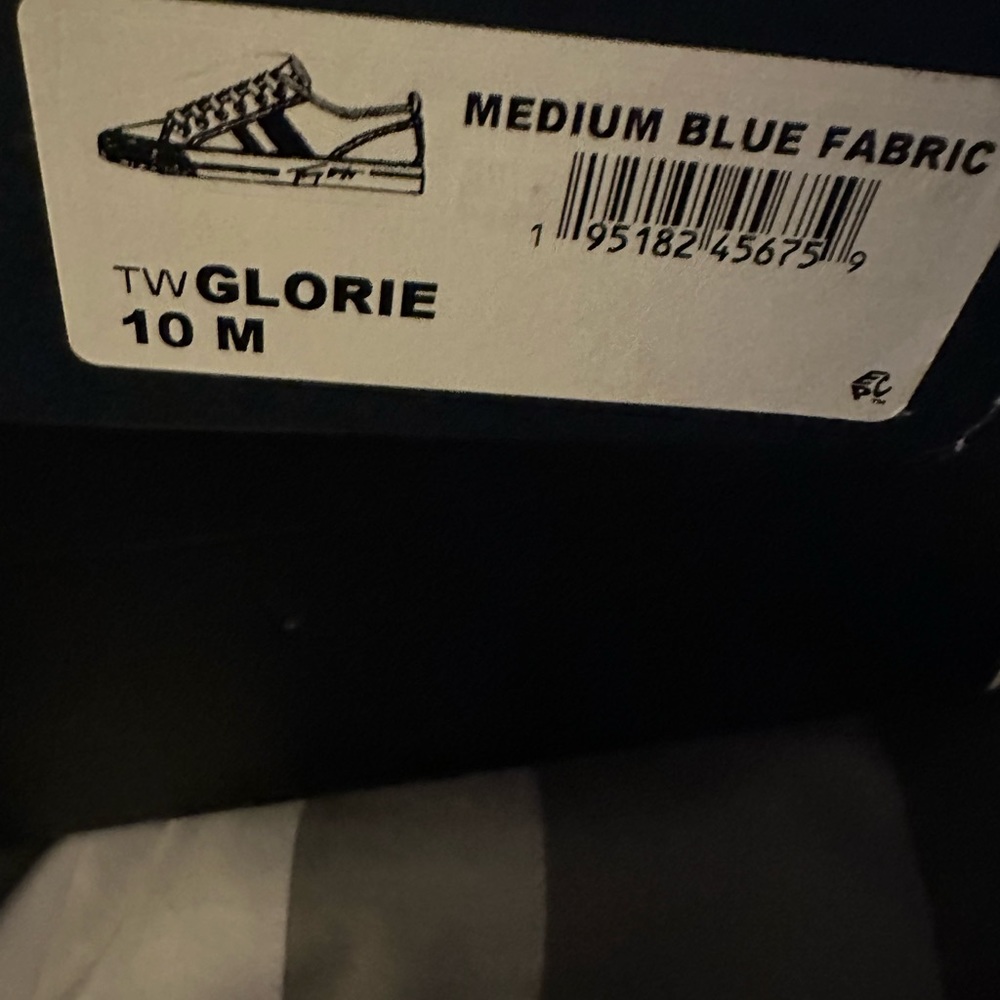 MEDIUM BLUE FABRIC
1 95182 45675 9
TWGLORIE
10 M